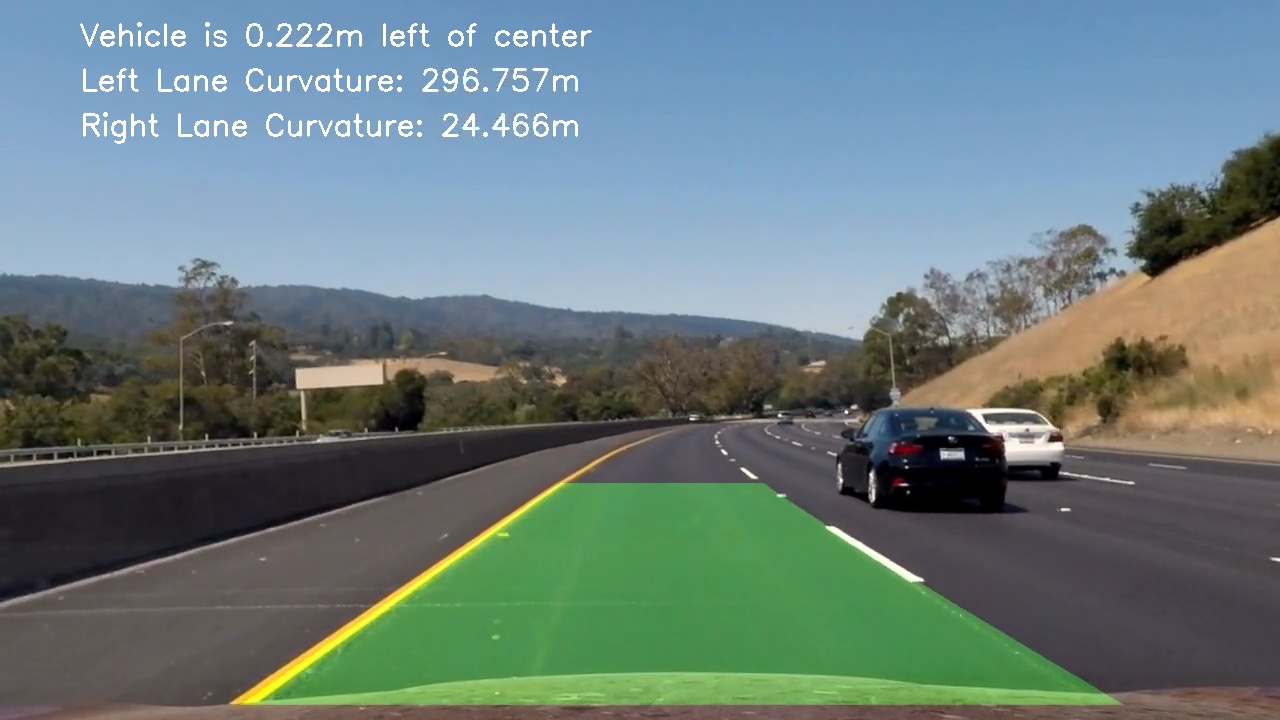 Vehicle is 0.222m left of center
Left Lane Curvature: 296.757m
Right Lane Curvature: 24.466m